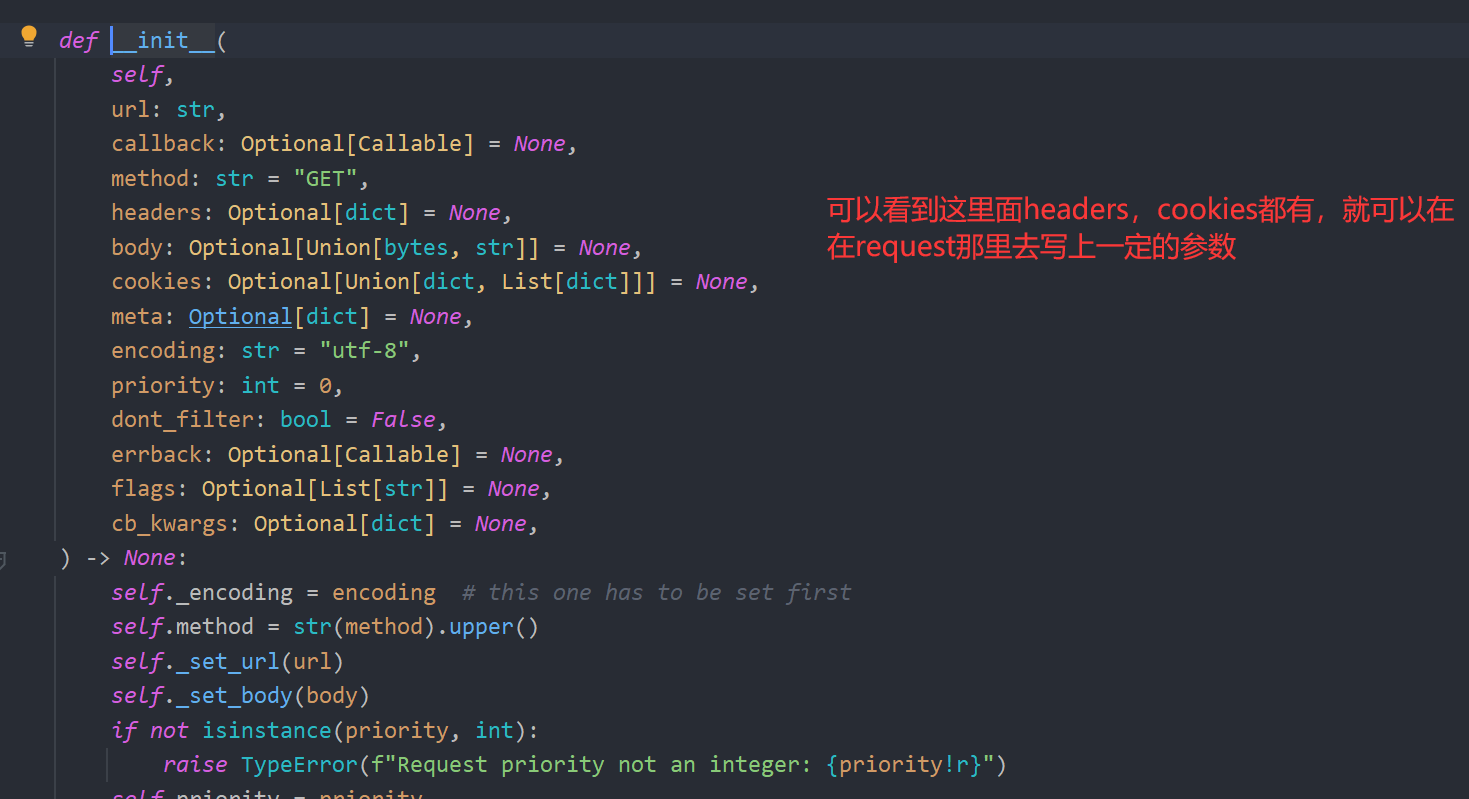 def __init__(
self,
url: str,
callback: Optional[Callable] = None,
method: str = "GET",
headers: Optional[dict] = None,
可以看到这里面headers，cookies都有，就可以在
在request那里去写上一定的参数
body: Optional[Union[bytes, str]] = None,
cookies: Optional[Union[dict, List[dict]]] = None,
meta: Optional[dict] = None,
encoding: str = "utf-8",
priority: int = 0,
dont_filter: bool = False,
errback: Optional[Callable] = None,
flags: Optional[List[str]] = None,
cb_kwargs: Optional[dict] = None,
) -> None:
self._encoding = encoding  # this one has to be set first
self.method = str(method).upper()
self._set_url(url)
self._set_body(body)
if not isinstance(priority, int):
raise TypeError(f"Request priority not an integer: {priority!r}")
self.priority = priority